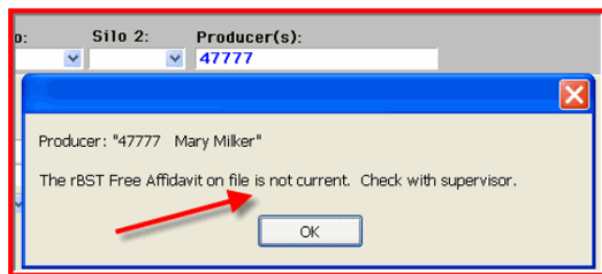 o: Silo 2: Producer(s):
47777
Producer: "47777 Mary Milker"
The rBST Free Affidavit on file is not current. Check with supervisor.
OK